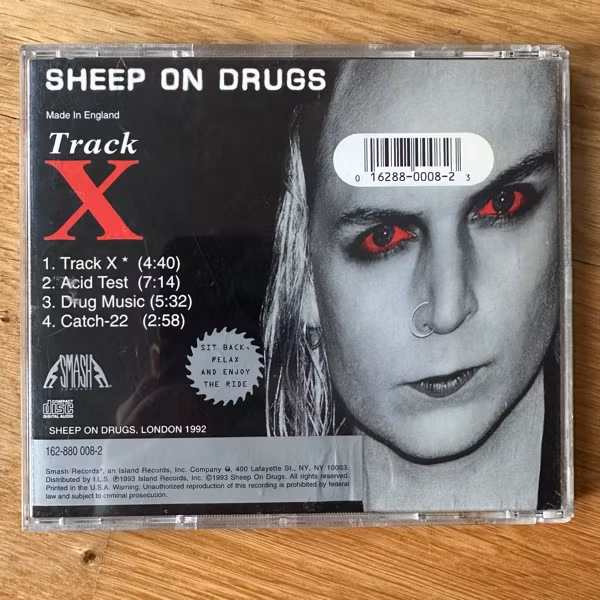 SHEEP ON DRUGS
Made In England
Track
X
0 16288-0008-2 3
1. Track X * (4:40)
2. Acid Test (7:14)
3. Drug Music (5:32)
4. Catch-22 (2:58)
SIT BACK,
RELAX
AND ENJOY
THE RIDE
SMASH
COMPACT
disc
DIGITAL AUDIO
SHEEP ON DRUGS, LONDON 1992
162-880 008-2
Smash Records®, an Island Records, Inc. Company, 400 Lafayette St., NY, NY 10003.
Distributed by I.L.S. ℗1993 Island Records, Inc. ©1993 Sheep On Drugs. All rights reserved.
Printed in the U.S.A. Warning: Unauthorized reproduction of this recording is prohibited by federal
law and subject to criminal prosecution.